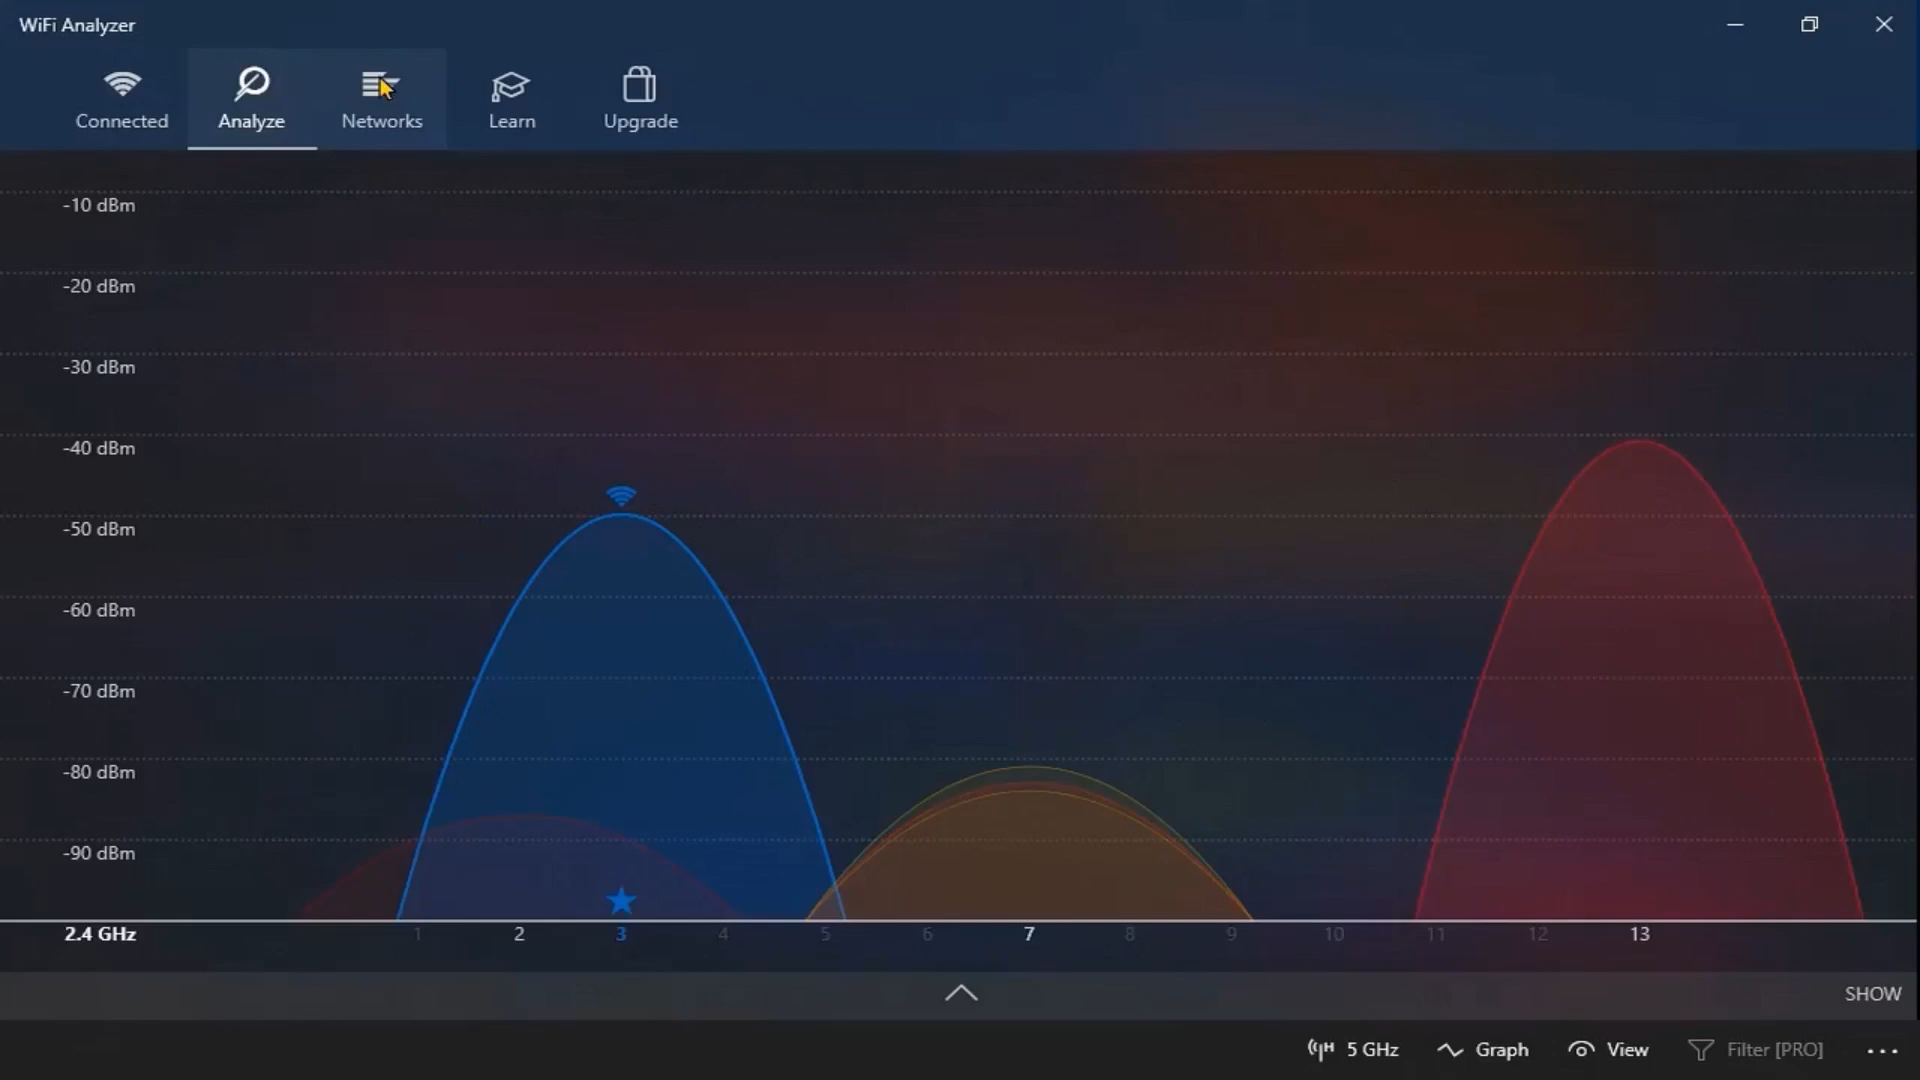 WiFi Analyzer
Connected Analyze Networks Learn Upgrade
-10 dBm
-20 dBm
-30 dBm
-40 dBm
-50 dBm
-60 dBm
-70 dBm
-80 dBm
-90 dBm
2.4 GHz 1 2 3 4 5 6 7 8 9 10 11 12 13
SHOW
5 GHz Graph View Filter [PRO]